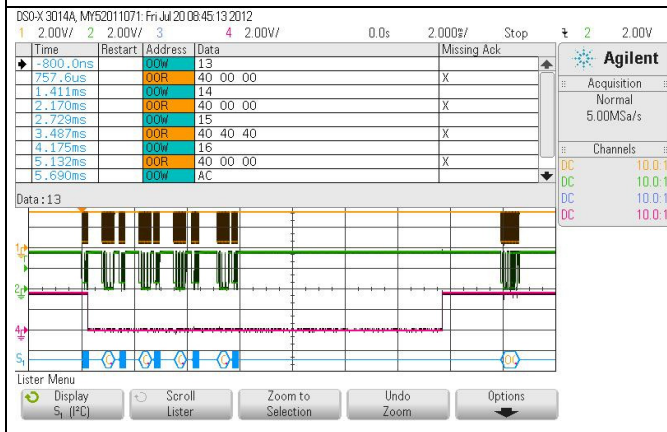 DSO-X 3014A, MY52011071: Fri Jul 20 08:45:13 2012
1 2.00V/ 2 2.00V/ 3 4 2.00V/ 0.0s 2.000s/ Stop 2 2.00V
Time Restart Address Data Missing Ack
-800.0ns 00W 13
757.6us 00R 40 00 00 X
1.411ms 00W 14
2.170ms 00R 40 00 00 X
2.729ms 00W 15
3.487ms 00R 40 40 40 X
4.175ms 00W 16
5.132ms 00R 40 00 00 X
5.690ms 00W AC
Agilent
Acquisition
Normal
5.00MSa/s
Channels
DC 10.0:1
DC 10.0:1
DC 10.0:1
DC 10.0:1
Data:13
1
2
4
S1
Lister Menu
Display
S1 (I²C)
Scroll
Lister
Zoom to
Selection
Undo
Zoom
Options